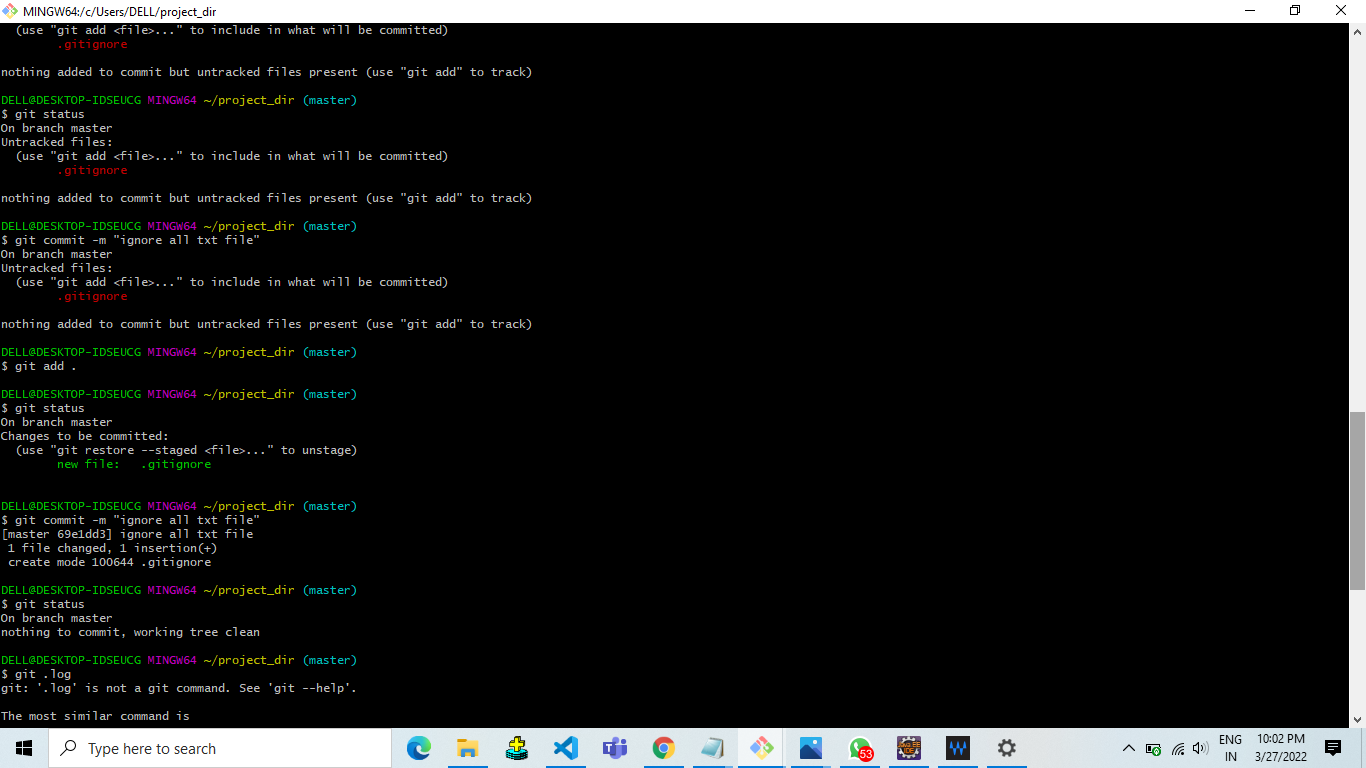 MINGW64:/c/Users/DELL/project_dir
(use "git add <file>..." to include in what will be committed)
.gitignore
nothing added to commit but untracked files present (use "git add" to track)
DELL@DESKTOP-IDSEUCG MINGW64 ~/project_dir (master)
$ git status
On branch master
Untracked files:
(use "git add <file>..." to include in what will be committed)
.gitignore
nothing added to commit but untracked files present (use "git add" to track)
DELL@DESKTOP-IDSEUCG MINGW64 ~/project_dir (master)
$ git commit -m "ignore all txt file"
On branch master
Untracked files:
(use "git add <file>..." to include in what will be committed)
.gitignore
nothing added to commit but untracked files present (use "git add" to track)
DELL@DESKTOP-IDSEUCG MINGW64 ~/project_dir (master)
$ git add .
DELL@DESKTOP-IDSEUCG MINGW64 ~/project_dir (master)
$ git status
On branch master
Changes to be committed:
(use "git restore --staged <file>..." to unstage)
new file:   .gitignore
DELL@DESKTOP-IDSEUCG MINGW64 ~/project_dir (master)
$ git commit -m "ignore all txt file"
[master 69e1dd3] ignore all txt file
1 file changed, 1 insertion(+)
create mode 100644 .gitignore
DELL@DESKTOP-IDSEUCG MINGW64 ~/project_dir (master)
$ git status
On branch master
nothing to commit, working tree clean
DELL@DESKTOP-IDSEUCG MINGW64 ~/project_dir (master)
$ git .log
git: '.log' is not a git command. See 'git --help'.
The most similar command is
Type here to search
53
ENG
IN
10:02 PM
3/27/2022